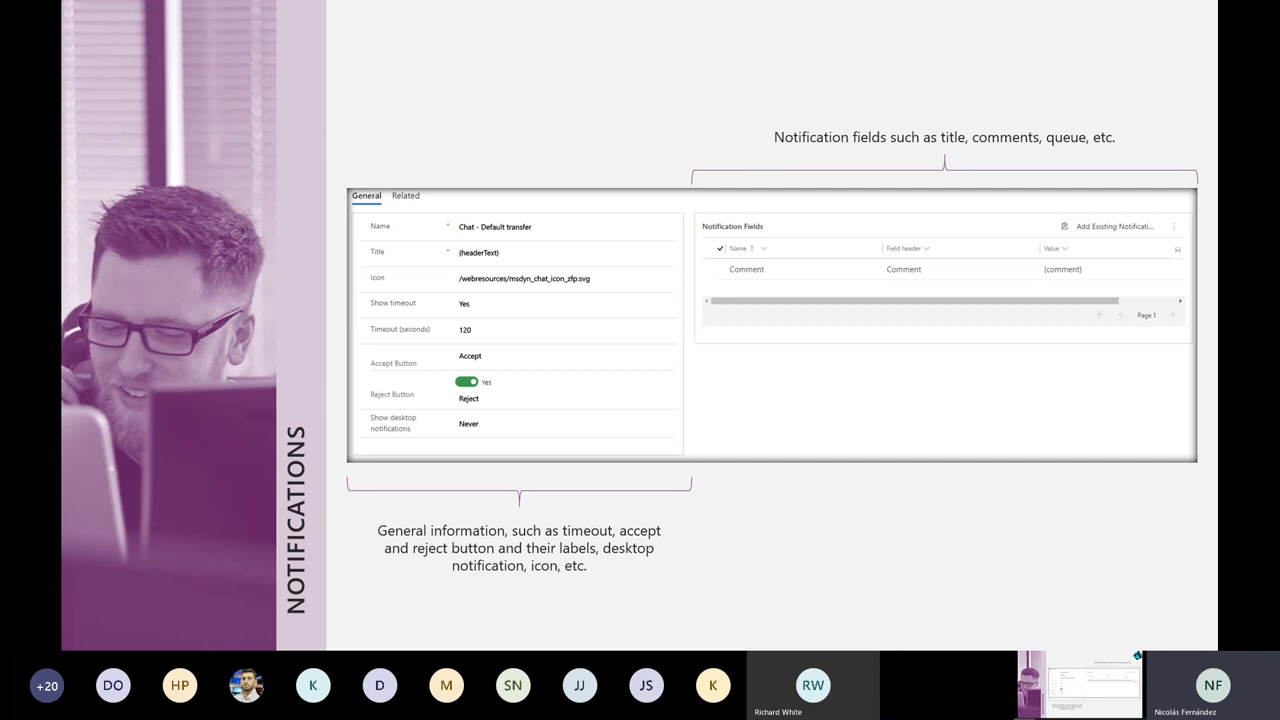 NOTIFICATIONS
Notification fields such as title, comments, queue, etc.
General Related
Name * Chat - Default transfer
Title * {headerText}
Icon /webresources/msdyn_chat_icon_zfp.svg
Show timeout Yes
Timeout (seconds) 120
Accept Button Accept
Yes
Reject Button Reject
Show desktop
notifications Never
Notification Fields Add Existing Notificati...
Name Field header Value
Comment Comment {comment}
Page 1
General information, such as timeout, accept
and reject button and their labels, desktop
notification, icon, etc.
+20 DO HP K D M SN JJ JS K RW NF
Richard White Nicolás Fernández